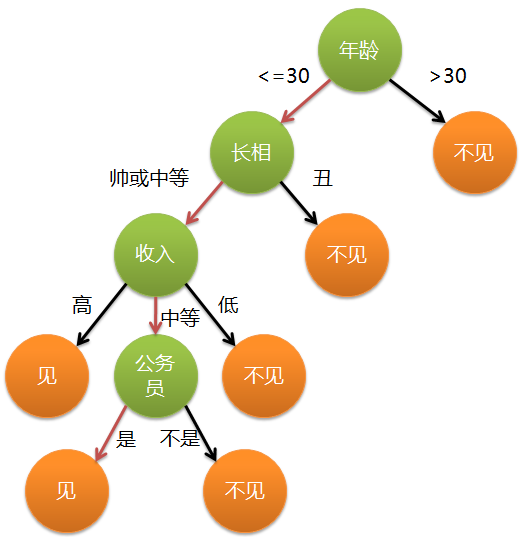 年龄
<=30
>30
长相
不见
帅或中等
丑
收入
不见
高
中等
低
见
公务
员
不见
是
不是
见
不见